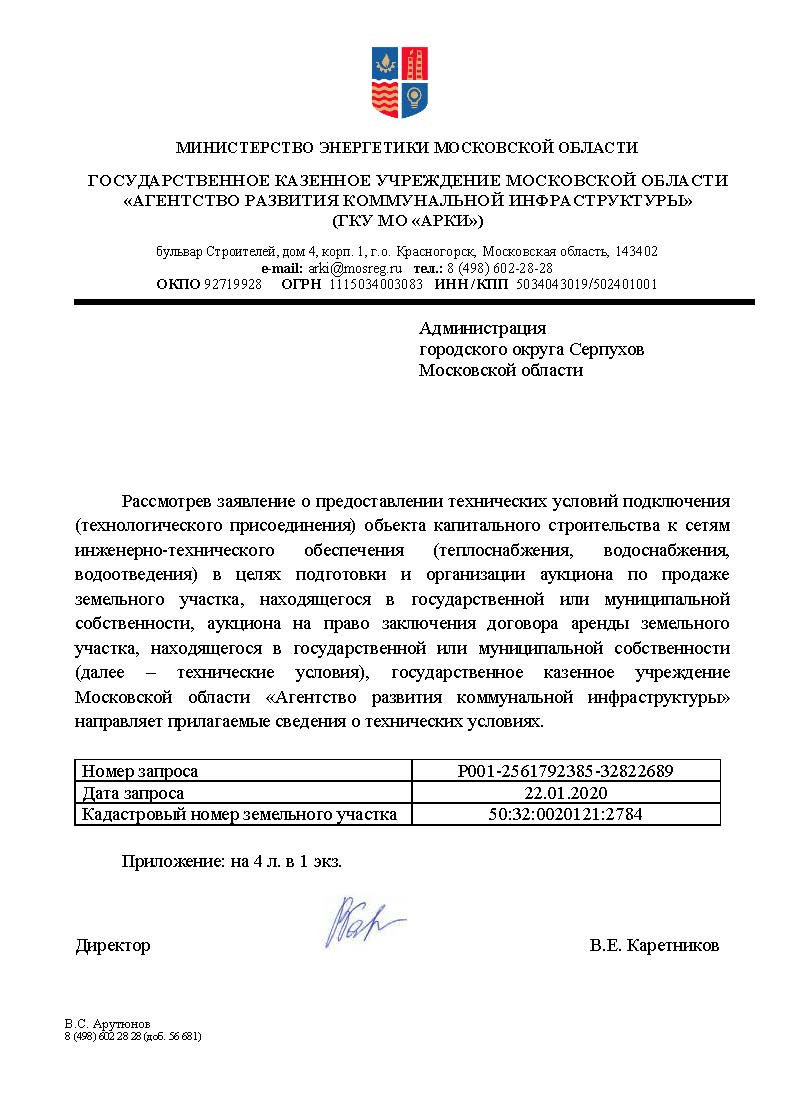 МИНИСТЕРСТВО ЭНЕРГЕТИКИ МОСКОВСКОЙ ОБЛАСТИ
ГОСУДАРСТВЕННОЕ КАЗЕННОЕ УЧРЕЖДЕНИЕ МОСКОВСКОЙ ОБЛАСТИ
«АГЕНТСТВО РАЗВИТИЯ КОММУНАЛЬНОЙ ИНФРАСТРУКТУРЫ»
(ГКУ МО «АРКИ»)
бульвар Строителей, дом 4, корп. 1, г.о. Красногорск, Московская область, 143402
e-mail: arki@mosreg.ru тел.: 8 (498) 602-28-28
ОКПО 92719928 ОГРН 1115034003083 ИНН/КПП 5034043019/502401001
Администрация
городского округа Серпухов
Московской области
Рассмотрев заявление о предоставлении технических условий подключения
(технологического присоединения) объекта капитального строительства к сетям
инженерно-технического обеспечения (теплоснабжения, водоснабжения,
водоотведения) в целях подготовки и организации аукциона по продаже
земельного участка, находящегося в государственной или муниципальной
собственности, аукциона на право заключения договора аренды земельного
участка, находящегося в государственной или муниципальной собственности
(далее – технические условия), государственное казенное учреждение
Московской области «Агентство развития коммунальной инфраструктуры»
направляет прилагаемые сведения о технических условиях.
Номер запроса P001-2561792385-32822689
Дата запроса 22.01.2020
Кадастровый номер земельного участка 50:32:0020121:2784
Приложение: на 4 л. в 1 экз.
Директор В.Е. Каретников
В.С. Арутюнов
8 (498) 602 28 28 (доб. 56 681)